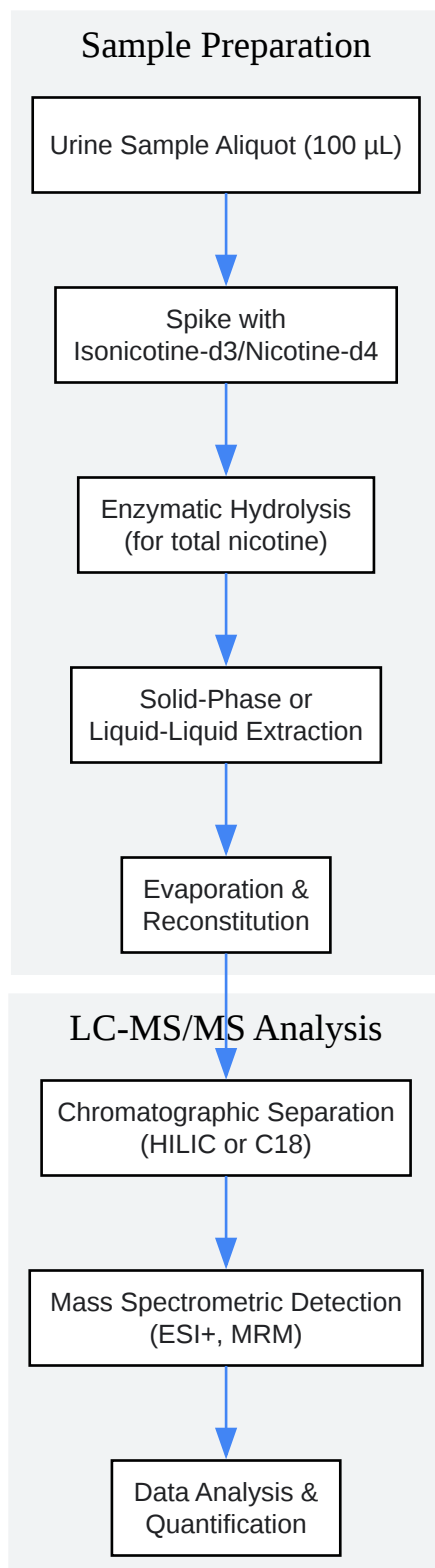 Sample Preparation
Urine Sample Aliquot (100 µL)
Spike with
Isonicotine-d3/Nicotine-d4
Enzymatic Hydrolysis
(for total nicotine)
Solid-Phase or
Liquid-Liquid Extraction
Evaporation &
Reconstitution
LC-MS/MS Analysis
Chromatographic Separation
(HILIC or C18)
Mass Spectrometric Detection
(ESI+, MRM)
Data Analysis &
Quantification